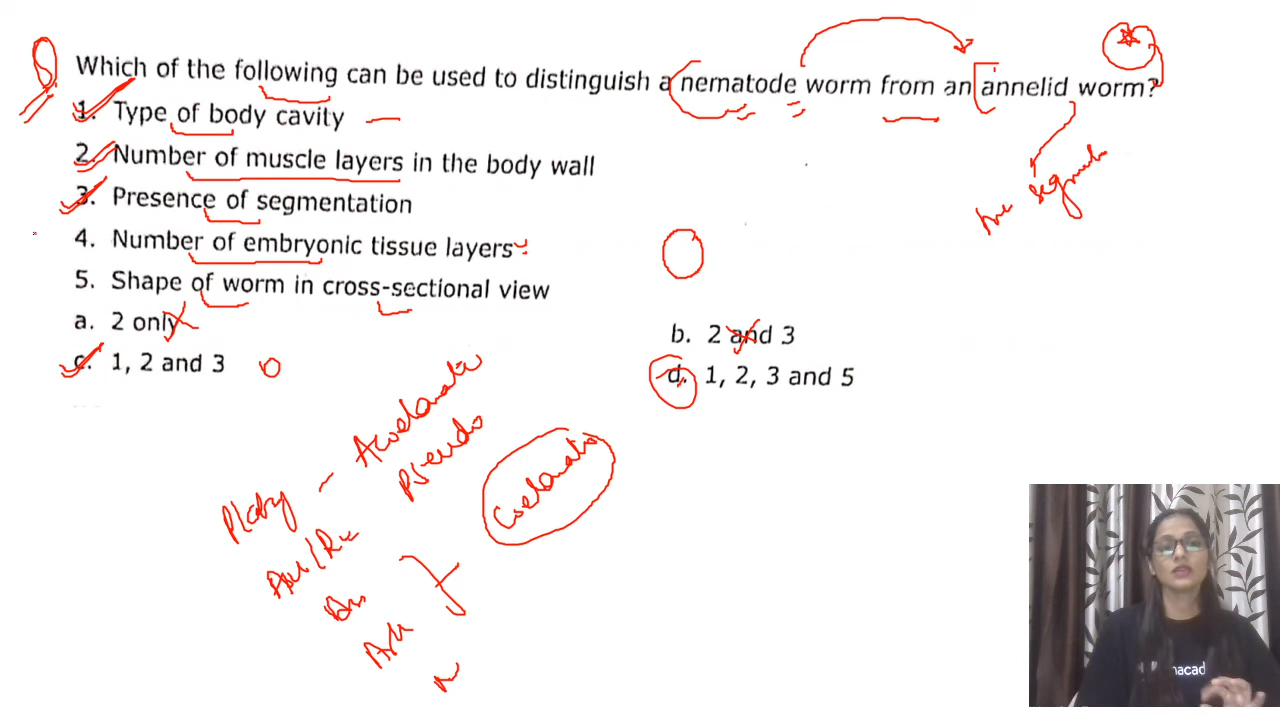 Q
Which of the following can be used to distinguish a nematode worm from an annelid worm?
1. Type of body cavity
2. Number of muscle layers in the body wall
3. Presence of segmentation
4. Number of embryonic tissue layers
5. Shape of worm in cross-sectional view
a. 2 only
b. 2 and 3
c. 1, 2 and 3
d. 1, 2, 3 and 5
Platy - Acoelomate
Pseudo
Coelomate
nacad